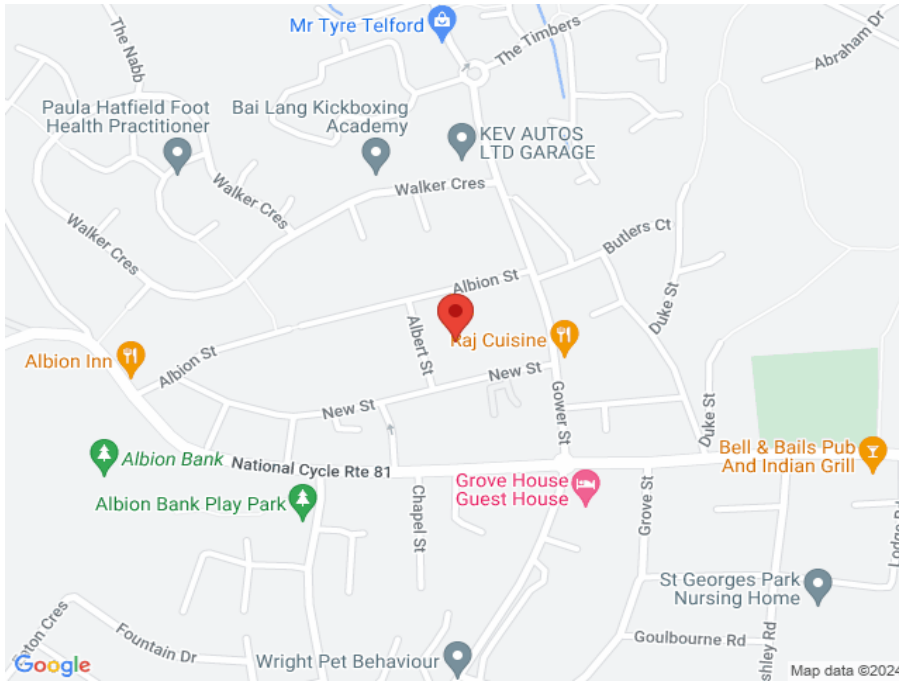 Mr Tyre Telford
The Timbers
Abraham Dr
The Nabb
Paula Hatfield Foot
Health Practitioner
Bai Lang Kickboxing
Academy
KEV AUTOS
LTD GARAGE
Walker Cres
Walker Cres
Walker Cres
Butlers Ct
Albion St
Duke St
Albert St
Raj Cuisine
Albion Inn
Albion St
New St
New St
Gower St
Duke St
Albion Bank
National Cycle Rte 81
Bell & Bails Pub
And Indian Grill
Albion Bank Play Park
Grove House
Guest House
Chapel St
Grove St
St Georges Park
Nursing Home
Fountain Dr
Goulbourne Rd
Wright Pet Behaviour
Google
Map data ©2024